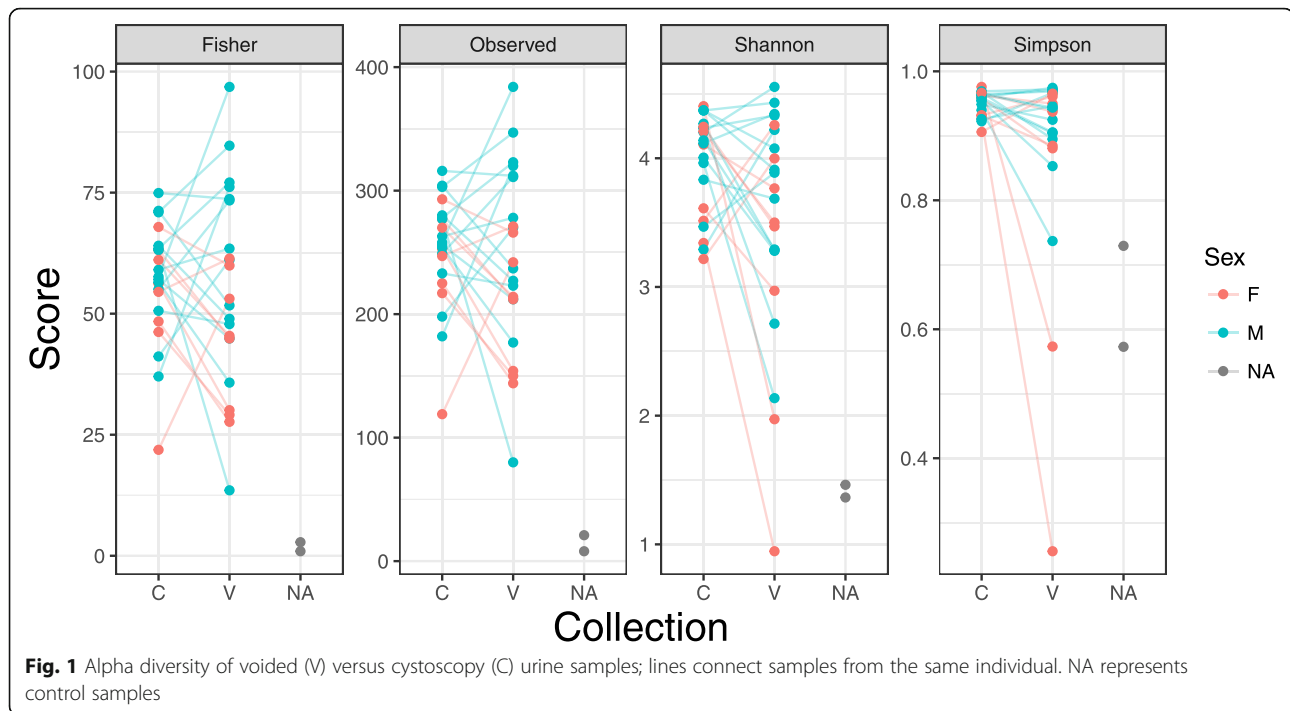 Fisher
Observed
Shannon
Simpson
Score
100
75
50
25
0
400
300
200
100
0
4
3
2
1
1.0
0.8
0.6
0.4
C V NA
C V NA
C V NA
C V NA
Collection
Sex
F
M
NA
Fig. 1 Alpha diversity of voided (V) versus cystoscopy (C) urine samples; lines connect samples from the same individual. NA represents
control samples